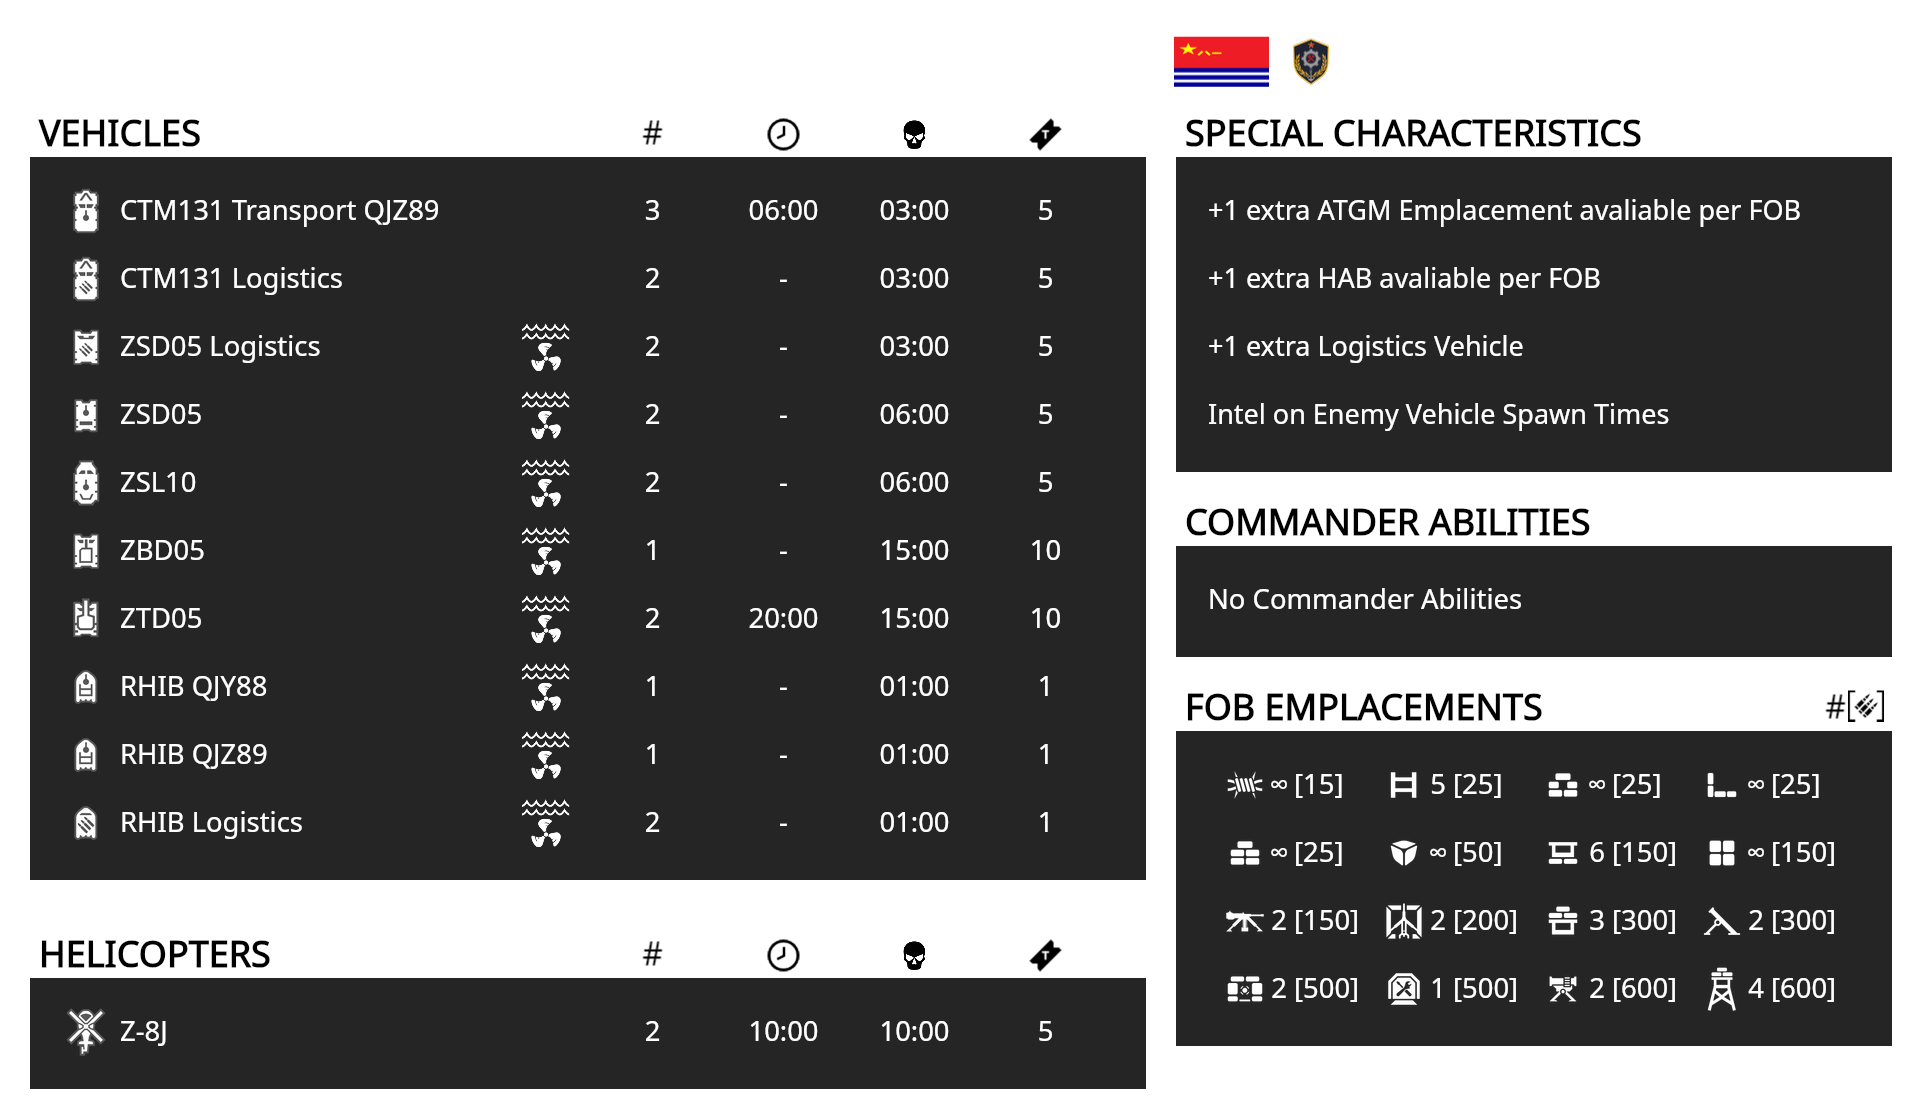 VEHICLES #
CTM131 Transport QJZ89 3 06:00 03:00 5
CTM131 Logistics 2 - 03:00 5
ZSD05 Logistics 2 - 03:00 5
ZSD05 2 - 06:00 5
ZSL10 2 - 06:00 5
ZBD05 1 - 15:00 10
ZTD05 2 20:00 15:00 10
RHIB QJY88 1 - 01:00 1
RHIB QJZ89 1 - 01:00 1
RHIB Logistics 2 - 01:00 1
HELICOPTERS #
Z-8J 2 10:00 10:00 5
SPECIAL CHARACTERISTICS
+1 extra ATGM Emplacement avaliable per FOB
+1 extra HAB avaliable per FOB
+1 extra Logistics Vehicle
Intel on Enemy Vehicle Spawn Times
COMMANDER ABILITIES
No Commander Abilities
FOB EMPLACEMENTS #[]
∞ [15] 5 [25] ∞ [25] ∞ [25]
∞ [25] ∞ [50] 6 [150] ∞ [150]
2 [150] 2 [200] 3 [300] 2 [300]
2 [500] 1 [500] 2 [600] 4 [600]